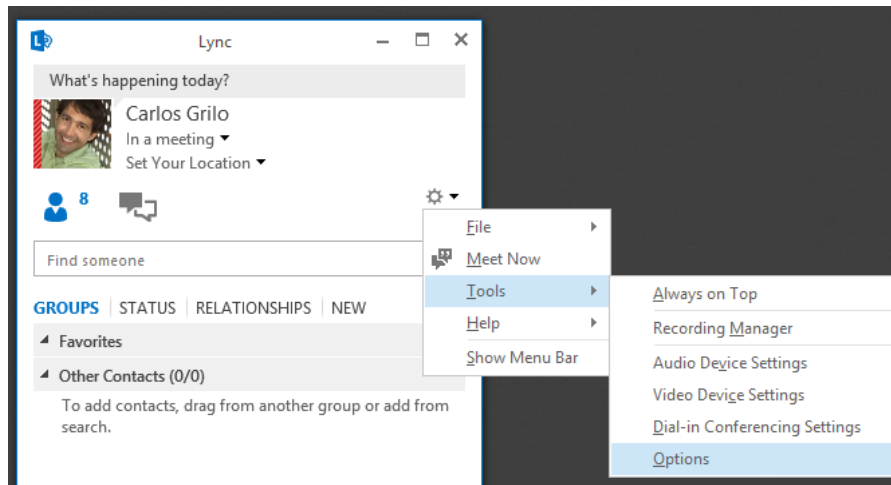 Lync
What's happening today?
Carlos Grilo
In a meeting
Set Your Location
8
Find someone
GROUPS STATUS RELATIONSHIPS NEW
Favorites
Other Contacts (0/0)
To add contacts, drag from another group or add from
search.
File
Meet Now
Tools
Help
Show Menu Bar
Always on Top
Recording Manager
Audio Device Settings
Video Device Settings
Dial-in Conferencing Settings
Options